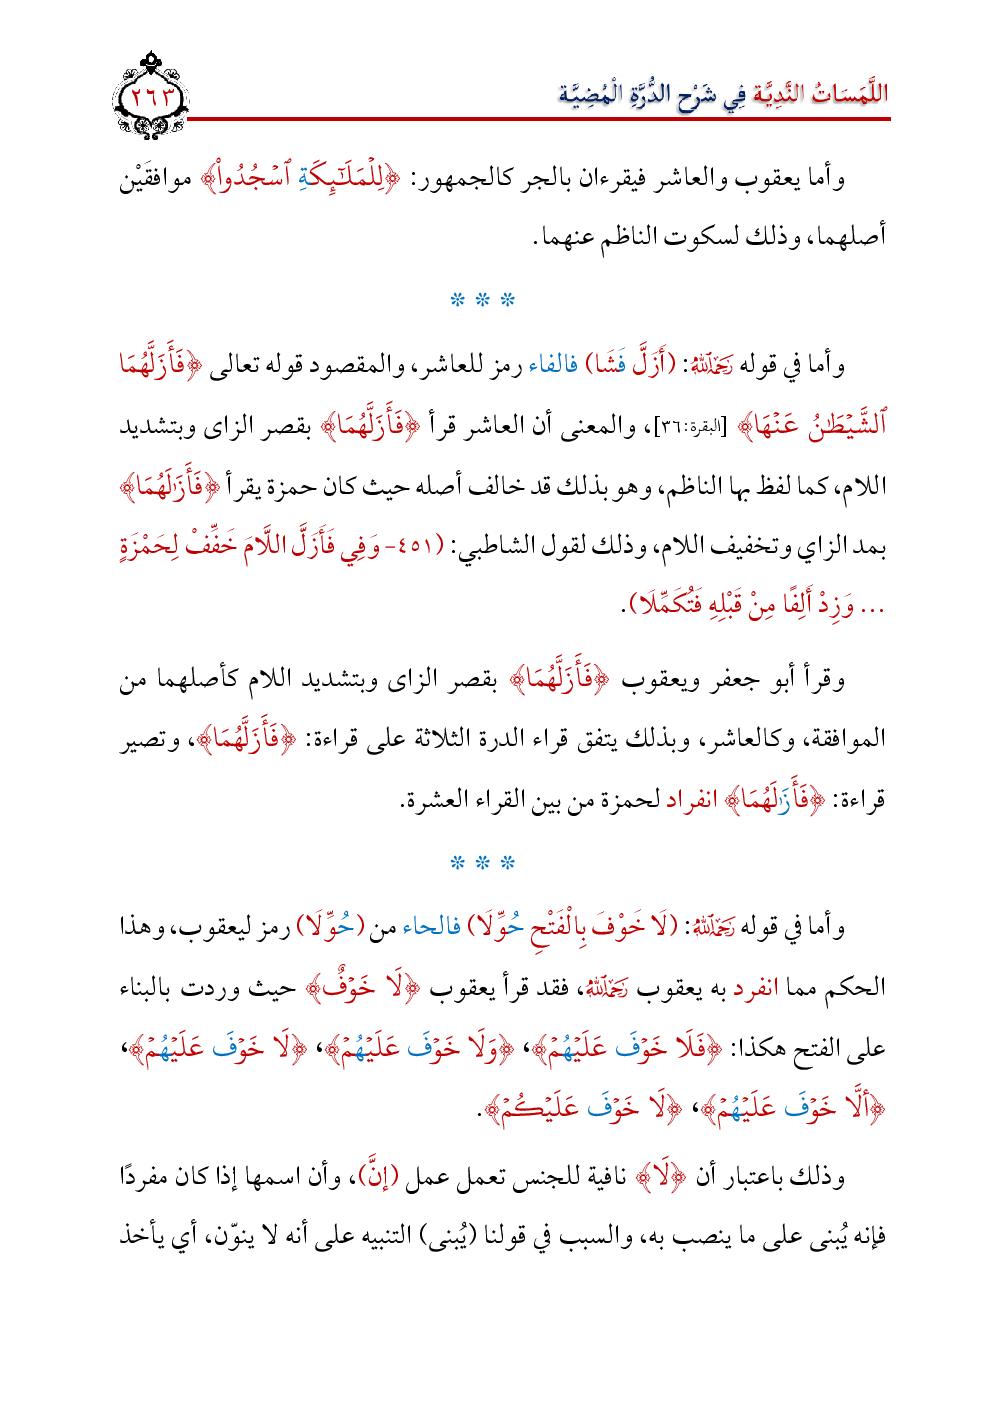 اللَّمَسَاتُ النَّدِيَّة فِي شَرْح الدُّرَّةِ الْمُضِيَّة
٢٦٣
وأما يعقوب والعاشر فيقرءان بالجر كالجمهور: ﴿لِلْمَلَـٰٓئِكَةِ ٱسْجُدُوا۟﴾ موافقَيْن
أصلهما، وذلك لسكوت الناظم عنهما.
* * *
وأما في قوله رَحِمَهُ ٱللَّهُ: (أَزَلَّ فَشَا) فالفاء رمز للعاشر، والمقصود قوله تعالى ﴿فَأَزَلَّهُمَا
ٱلشَّيْطَـٰنُ عَنْهَا﴾ [البقرة:٣٦]، والمعنى أن العاشر قرأ ﴿فَأَزَلَّهُمَا﴾ بقصر الزاى وبتشديد
اللام، كما لفظ بها الناظم، وهو بذلك قد خالف أصله حيث كان حمزة يقرأ ﴿فَأَزَٰلَهُمَا﴾
بمد الزاي وتخفيف اللام، وذلك لقول الشاطبي: (٤٥١- وَفِي فَأَزَلَّ اللَّامَ خَفِّفْ لِحَمْزَةٍ
... وَزِدْ أَلِفًا مِنْ قَبْلِهِ فَتُكَمِّلَا).
وقرأ أبو جعفر ويعقوب ﴿فَأَزَلَّهُمَا﴾ بقصر الزاى وبتشديد اللام كأصلهما من
الموافقة، وكالعاشر، وبذلك يتفق قراء الدرة الثلاثة على قراءة: ﴿فَأَزَلَّهُمَا﴾، وتصير
قراءة: ﴿فَأَزَٰلَهُمَا﴾ انفراد لحمزة من بين القراء العشرة.
* * *
وأما في قوله رَحِمَهُ ٱللَّهُ: (لَا خَوْفَ بِالْفَتْحِ حُوِّلَا) فالحاء من (حُوِّلَا) رمز ليعقوب، وهذا
الحكم مما انفرد به يعقوب رَحِمَهُ ٱللَّهُ، فقد قرأ يعقوب ﴿لَا خَوْفٌ﴾ حيث وردت بالبناء
على الفتح هكذا: ﴿فَلَا خَوْفَ عَلَيْهُمْ﴾، ﴿وَلَا خَوْفَ عَلَيْهُمْ﴾، ﴿لَا خَوْفَ عَلَيْهُمْ﴾،
﴿أَلَّا خَوْفَ عَلَيْهُمْ﴾، ﴿لَا خَوْفَ عَلَيْكُمْ﴾.
وذلك باعتبار أن ﴿لَا﴾ نافية للجنس تعمل عمل (إنَّ)، وأن اسمها إذا كان مفردًا
فإنه يُبنى على ما ينصب به، والسبب في قولنا (يُبنى) التنبيه على أنه لا ينوّن، أي يأخذ